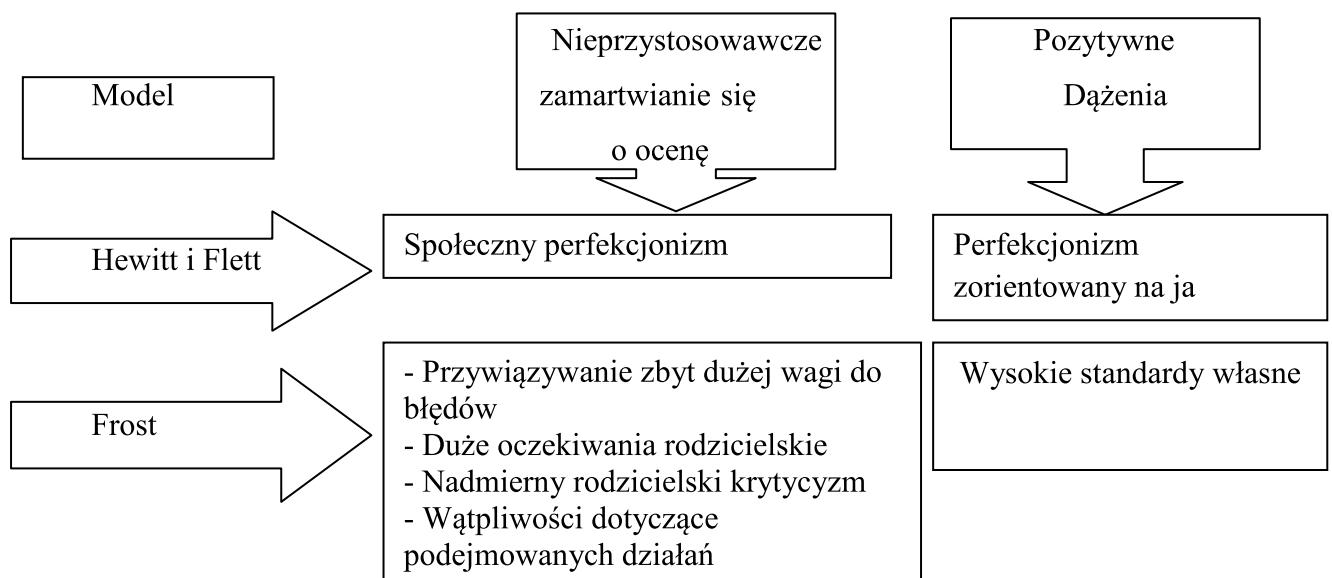 Nieprzystosowawcze
zamartwianie się
o ocenę
Pozytywne
Dążenia
Model
Hewitt i Flett
Społeczny perfekcjonizm
Perfekcjonizm
zorientowany na ja
Frost
- Przywiązywanie zbyt dużej wagi do
błędów
- Duże oczekiwania rodzicielskie
- Nadmierny rodzicielski krytycyzm
- Wątpliwości dotyczące
podejmowanych działań
Wysokie standardy własne